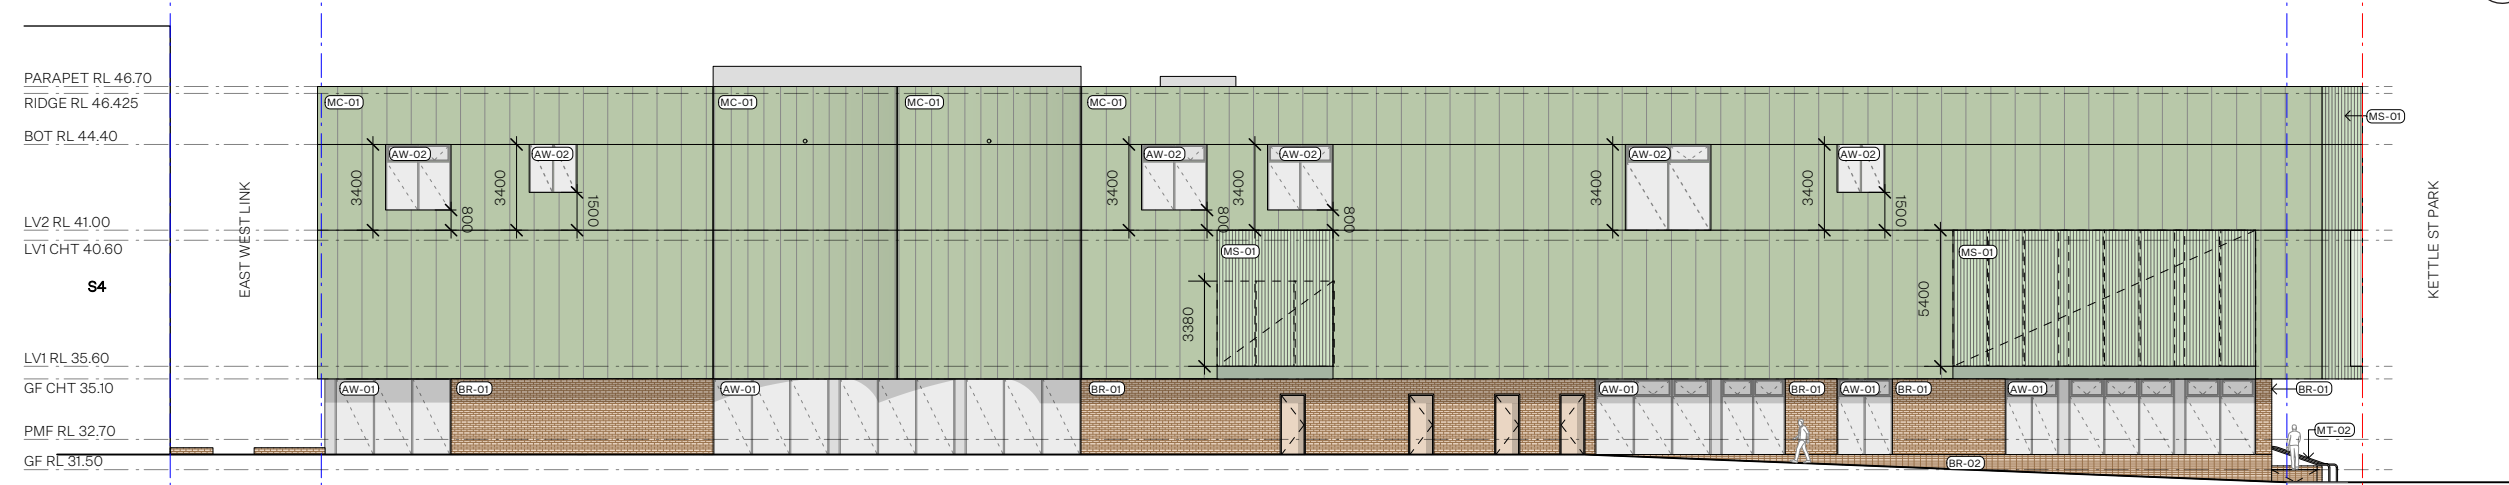 PARAPET RL 46.70
RIDGE RL 46.425
MC-01
MC-01
MC-01
MC-01
MS-01
BOT RL 44.40
AW-02
AW-02
AW-02
AW-02
AW-02
AW-02
3400
800
3400
1500
3400
800
3400
800
3400
3400
1500
EAST WEST LINK
KETTLE ST PARK
LV2 RL 41.00
LV1 CHT 40.60
MS-01
MS-01
S4
3380
5400
LV1 RL 35.60
GF CHT 35.10
AW-01
BR-01
AW-01
BR-01
AW-01
BR-01
AW-01
BR-01
AW-01
BR-01
PMF RL 32.70
MT-02
GF RL 31.50
BR-02